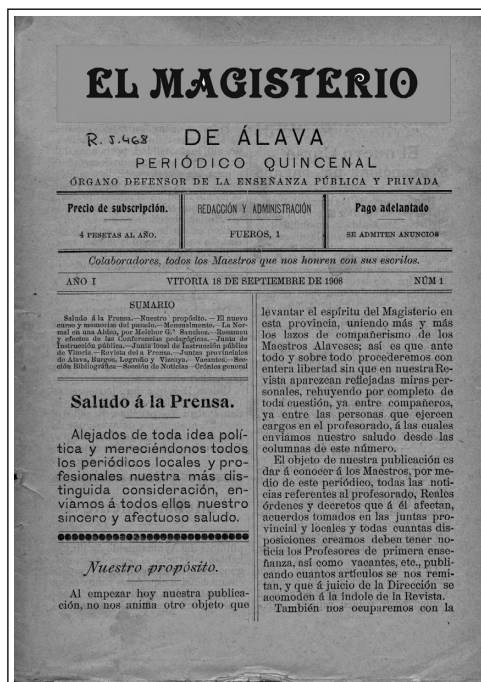 EL MAGISTERIO
R. J. 468
DE ÁLAVA
PERIÓDICO QUINCENAL
ÓRGANO DEFENSOR DE LA ENSEÑANZA PÚBLICA Y PRIVADA
Precio de subscripción.
4 PESETAS AL AÑO.
REDACCIÓN Y ADMINISTRACIÓN
FUEROS, 1
Pago adelantado
SE ADMITEN ANUNCIOS
Colaboradores, todos los Maestros que nos honren con sus escritos.
AÑO I VITORIA 18 DE SEPTIEMBRE DE 1908 NÚM 1
SUMARIO
Saludo á la Prensa.—Nuestro propósito.—El nuevo
curso y memorias del pasado.—Mensualmente.—La Nor-
mal en una Aldea, por Melchor G.ª Sanchez.—Resumen
y efectos de las Conferencias pedagógicas.—Junta de
Instrucción pública.—Junta local de Instrucción pública
de Vitoria.—Revista de la Prensa.—Juntas provinciales
de Alava, Burgos, Logroño y Vizcaya.—Vacantes.—Sec-
ción Bibliográfica—Sección de Noticias—Crónica general
Saludo á la Prensa.
Alejados de toda idea polí-
tica y mereciéndonos todos
los periódicos locales y pro-
fesionales nuestra más dis-
tinguida consideración, en-
viamos á todos ellos nuestro
sincero y afectuoso saludo.
Nuestro propósito.
Al empezar hoy nuestra publica-
ción, no nos anima otro objeto que
levantar el espíritu del Magisterio en
esta provincia, uniendo más y más
los lazos de compañerismo de los
Maestros Alaveses; así es que ante
todo y sobre todo procederemos con
entera libertad sin que en nuestra Re-
vista aparezcan reflejadas miras per-
sonales, rehuyendo por completo de
toda cuestión, ya entre compañeros,
ya entre las personas que ejercen
cargos en el profesorado, á las cuales
enviamos nuestro saludo desde las
columnas de este número.
El objeto de nuestra publicación es
dar á conocer á los Maestros, por me-
dio de este periódico, todas las noti-
cias referentes al profesorado, Reales
órdenes y decretos que á él afectan,
acuerdos tomados en las juntas pro-
vincial y locales y todas cuantas dis-
posiciones creamos deben tener no-
ticia los Profesores de primera ense-
ñanza, así como vacantes, etc., publi-
cando cuantos artículos se nos remi-
tan, y que á juicio de la Dirección se
acomoden á la índole de la Revista.
También nos ocuparemos con la